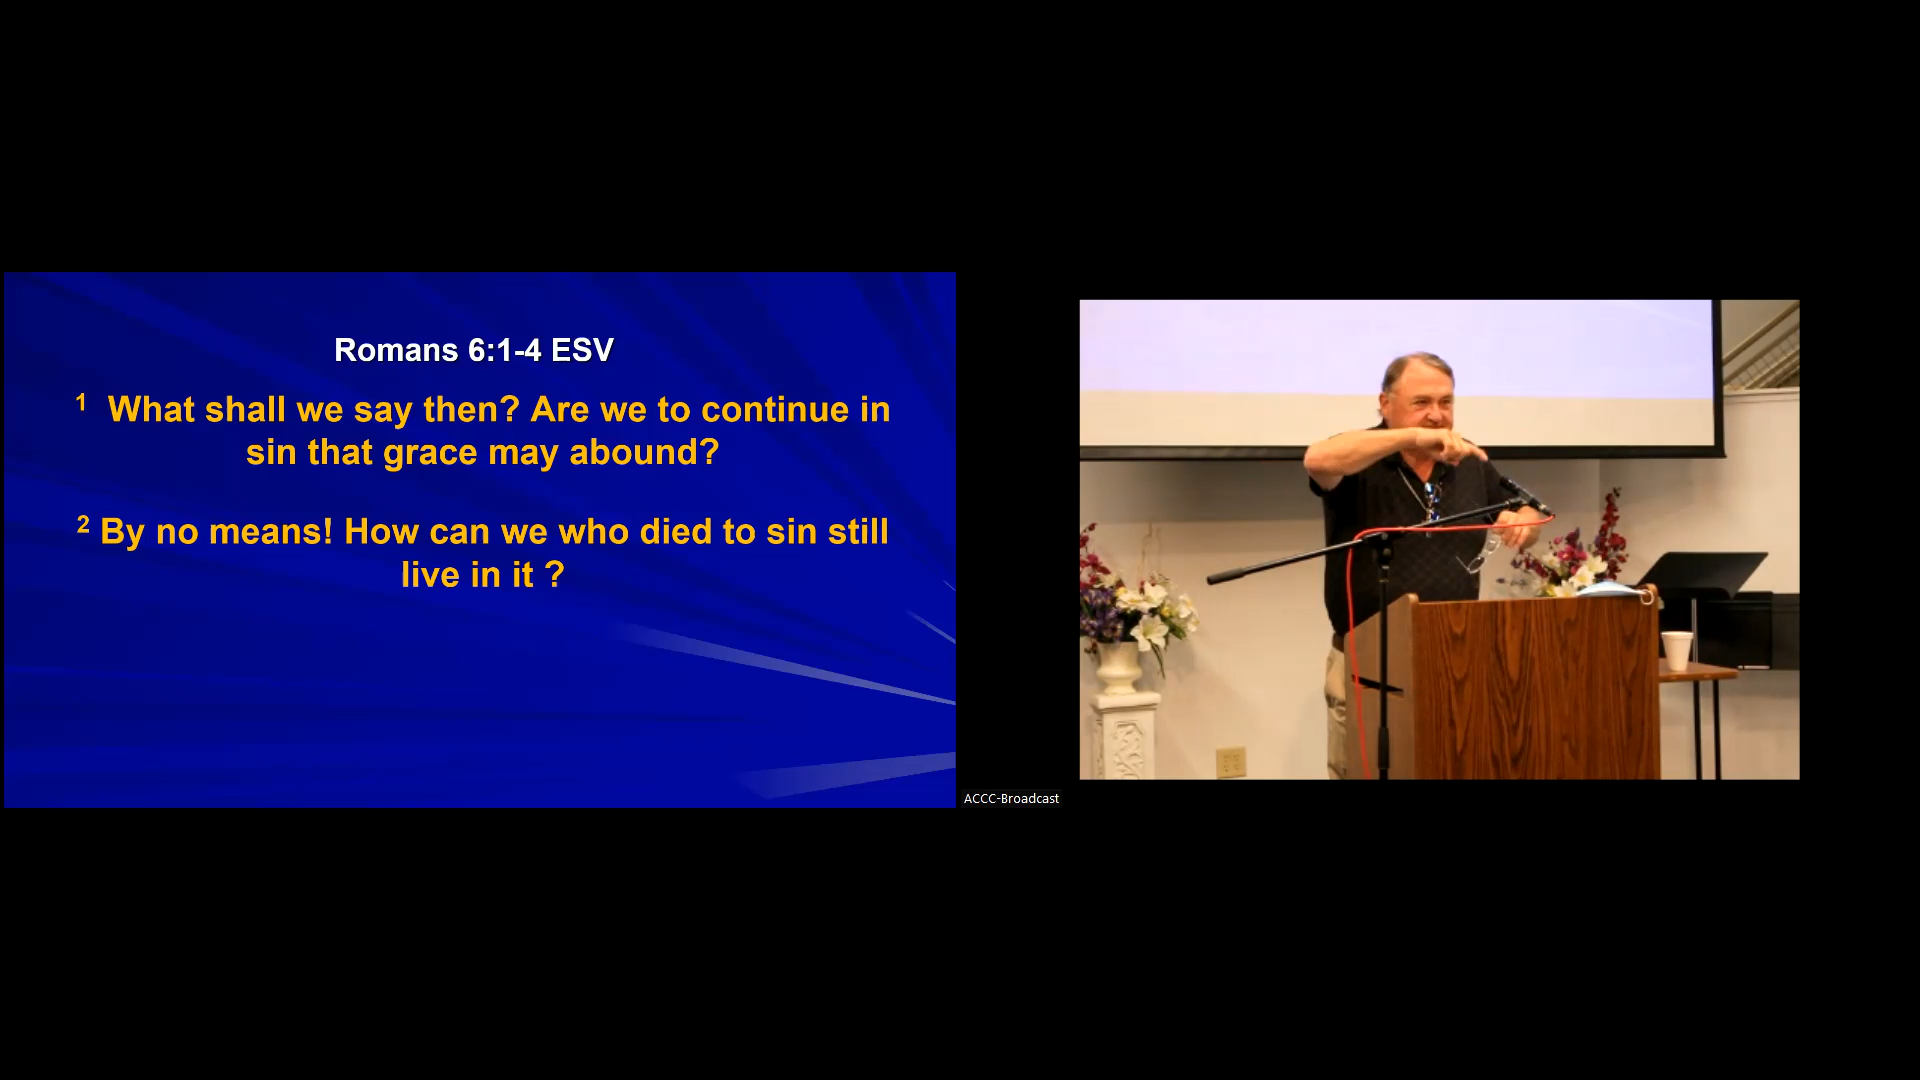 Romans 6:1-4 ESV
1 What shall we say then? Are we to continue in
sin that grace may abound?
2 By no means! How can we who died to sin still
live in it ?
ACCC-Broadcast